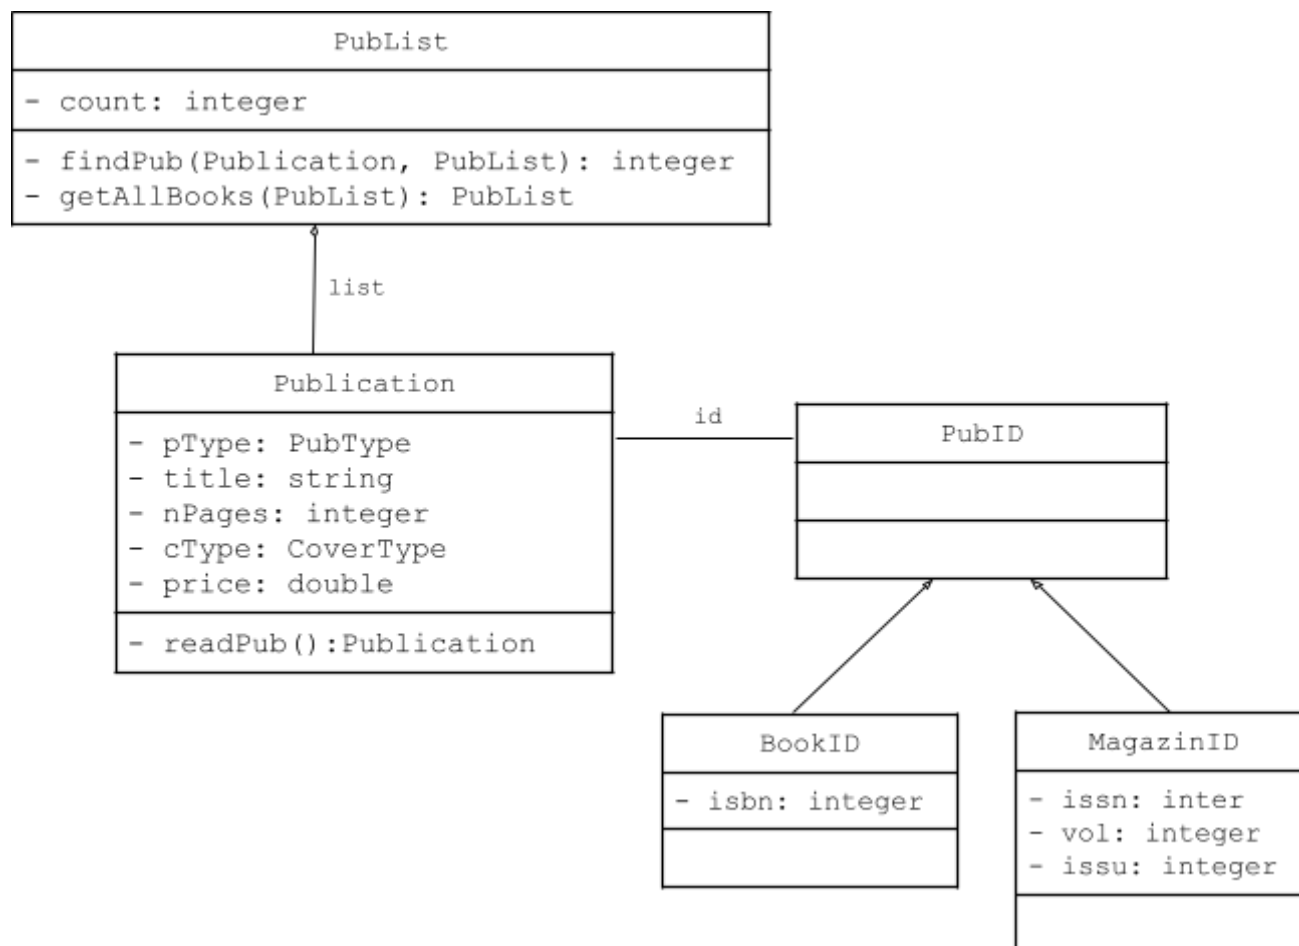 PubList
- count: integer
- findPub(Publication, PubList): integer
- getAllBooks(PubList): PubList
list
Publication
- pType: PubType
- title: string
- nPages: integer
- cType: CoverType
- price: double
- readPub():Publication
id
PubID
BookID
- isbn: integer
MagazinID
- issn: inter
- vol: integer
- issu: integer